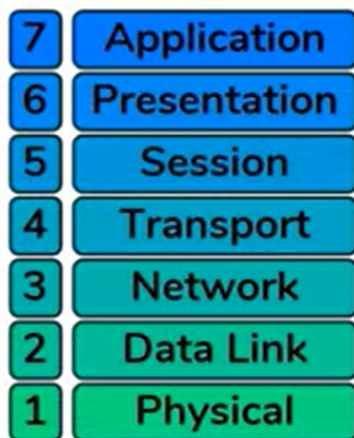 7 Application
6 Presentation
5 Session
4 Transport
3 Network
2 Data Link
1 Physical